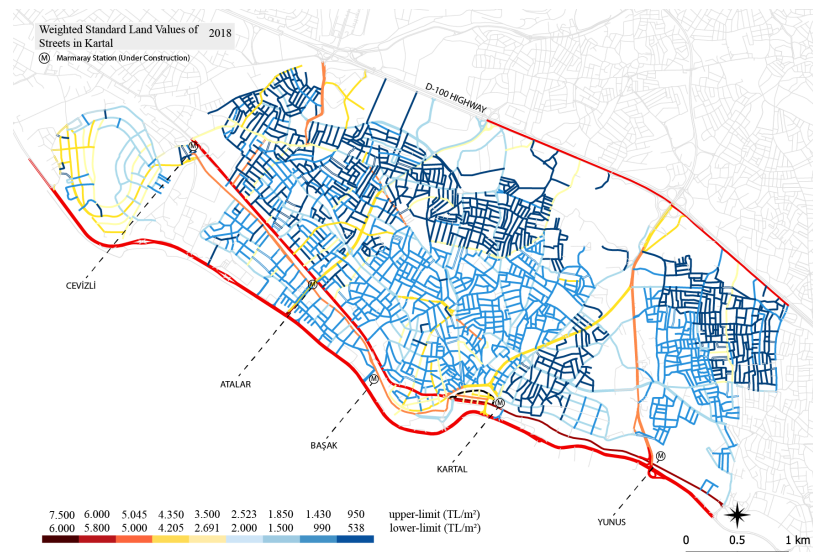 Weighted Standard Land Values of 2018
Streets in Kartal
M Marmaray Station (Under Construction)
D-100 HIGHWAY
M
CEVİZLİ
M
ATALAR
M
BAŞAK
M
KARTAL
M
YUNUS
7.500 6.000 5.045 4.350 3.500 2.523 1.850 1.430 950 upper-limit (TL/m²)
6.000 5.800 5.000 4.205 2.691 2.000 1.500 990 538 lower-limit (TL/m²)
0 0.5 1 km